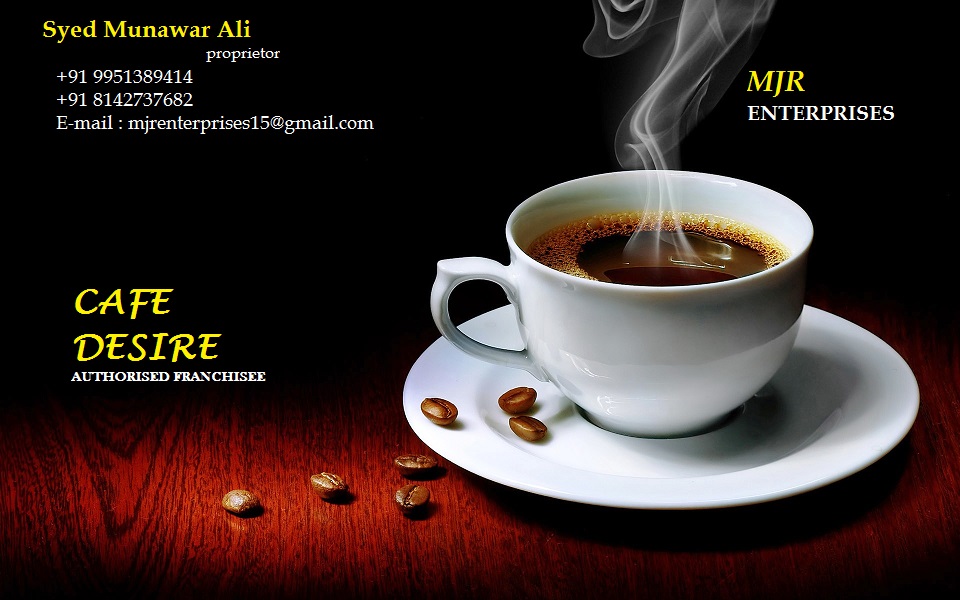 Syed Munawar Ali
proprietor
+91 9951389414
+91 8142737682
E-mail : mjrenterprises15@gmail.com
MJR
ENTERPRISES
CAFE
DESIRE
AUTHORISED FRANCHISEE